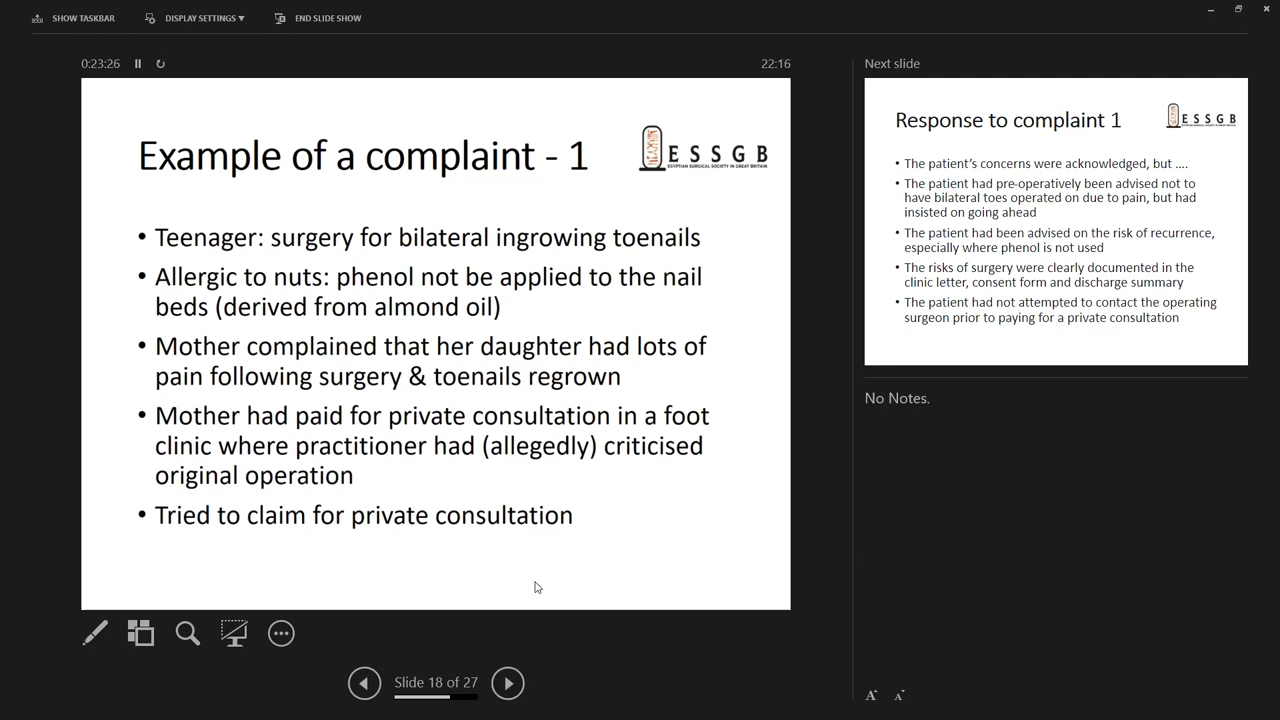 SHOW TASKBAR DISPLAY SETTINGS ▼ END SLIDE SHOW
0:23:26 22:16
Example of a complaint - 1
E S S G B
EGYPTIAN SURGICAL SOCIETY IN GREAT BRITAIN
• Teenager: surgery for bilateral ingrowing toenails
• Allergic to nuts: phenol not be applied to the nail
beds (derived from almond oil)
• Mother complained that her daughter had lots of
pain following surgery & toenails regrown
• Mother had paid for private consultation in a foot
clinic where practitioner had (allegedly) criticised
original operation
• Tried to claim for private consultation
Slide 18 of 27
Next slide
Response to complaint 1
E S S G B
EGYPTIAN SURGICAL SOCIETY IN GREAT BRITAIN
• The patient's concerns were acknowledged, but ....
• The patient had pre-operatively been advised not to
have bilateral toes operated on due to pain, but had
insisted on going ahead
• The patient had been advised on the risk of recurrence,
especially where phenol is not used
• The risks of surgery were clearly documented in the
clinic letter, consent form and discharge summary
• The patient had not attempted to contact the operating
surgeon prior to paying for a private consultation
No Notes.
A A